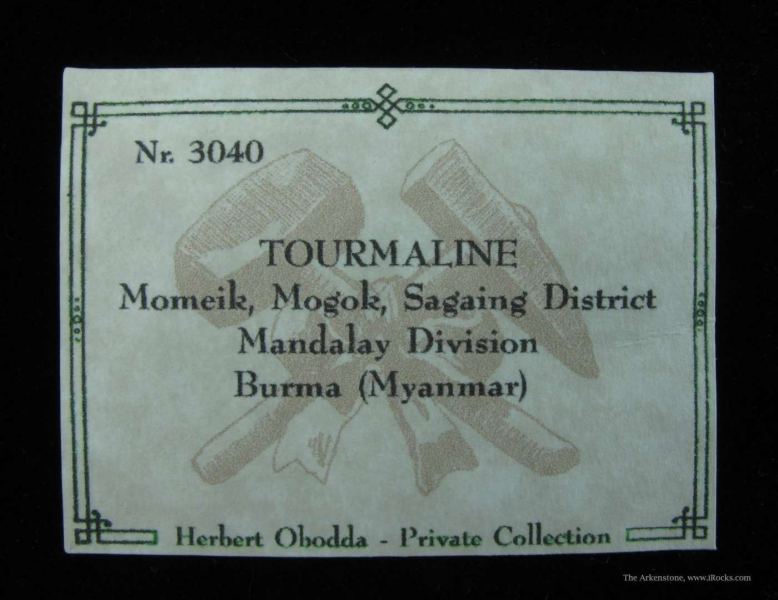 Nr. 3040
TOURMALINE
Momeik, Mogok, Sagaing District
Mandalay Division
Burma (Myanmar)
Herbert Obodda - Private Collection
The Arkenstone, www.iRocks.com